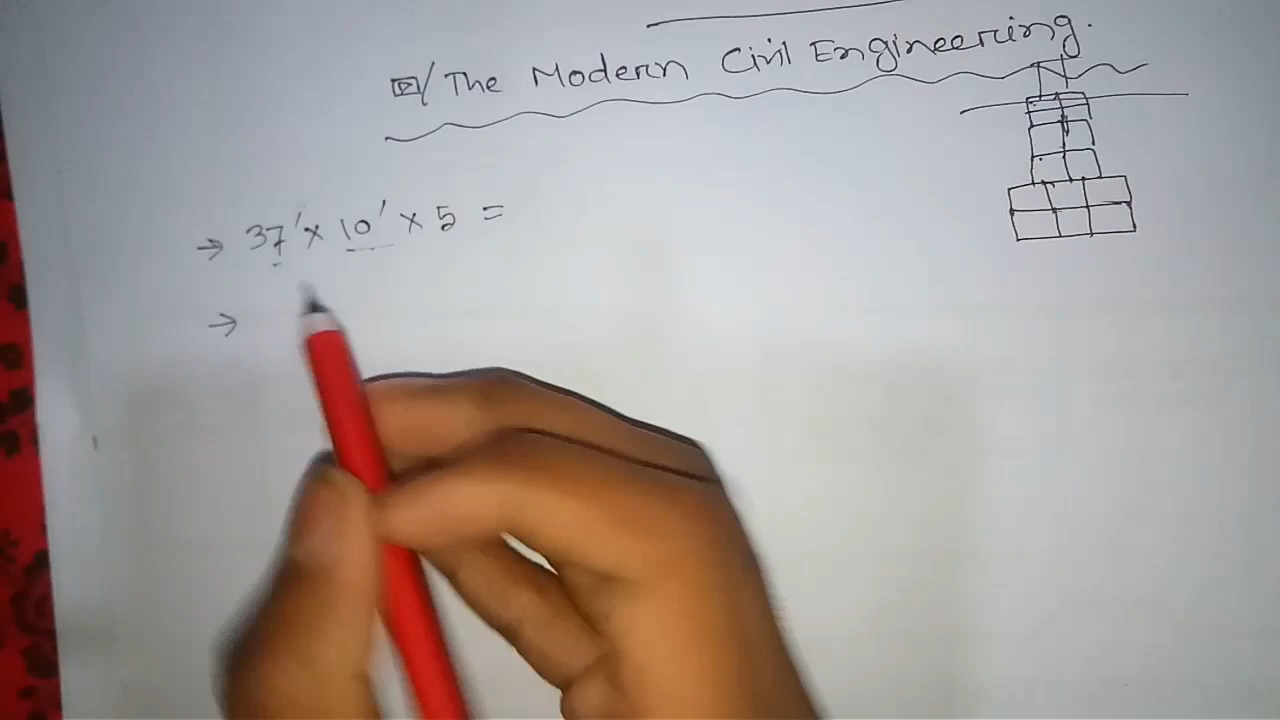 The Modern Civil Engineering.
→ 37' × 10' × 5 =
→